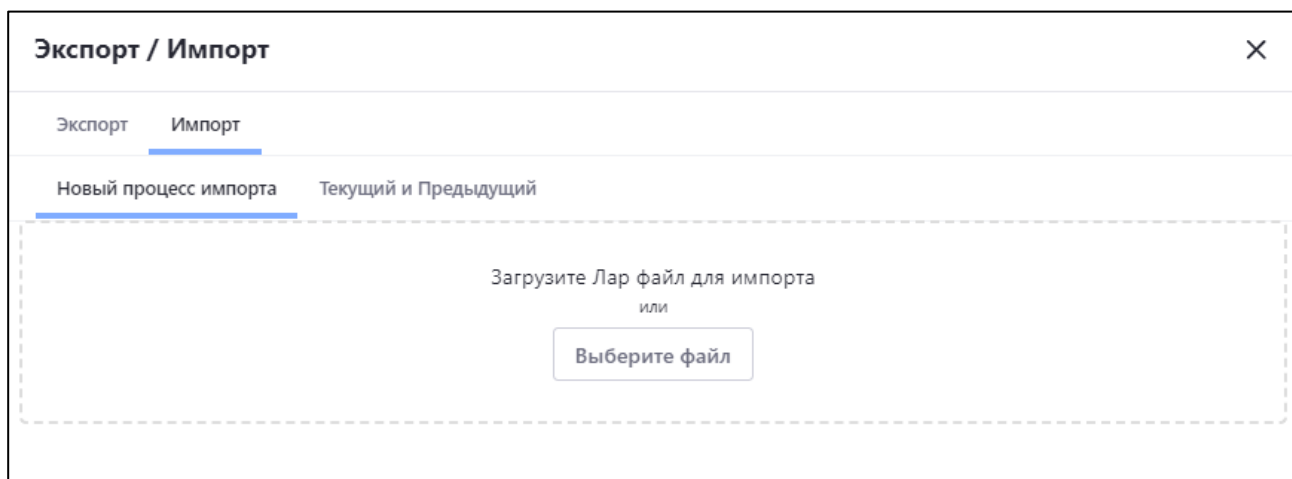 Экспорт / Импорт
Экспорт Импорт
Новый процесс импорта Текущий и Предыдущий
Загрузите Лар файл для импорта
или
Выберите файл